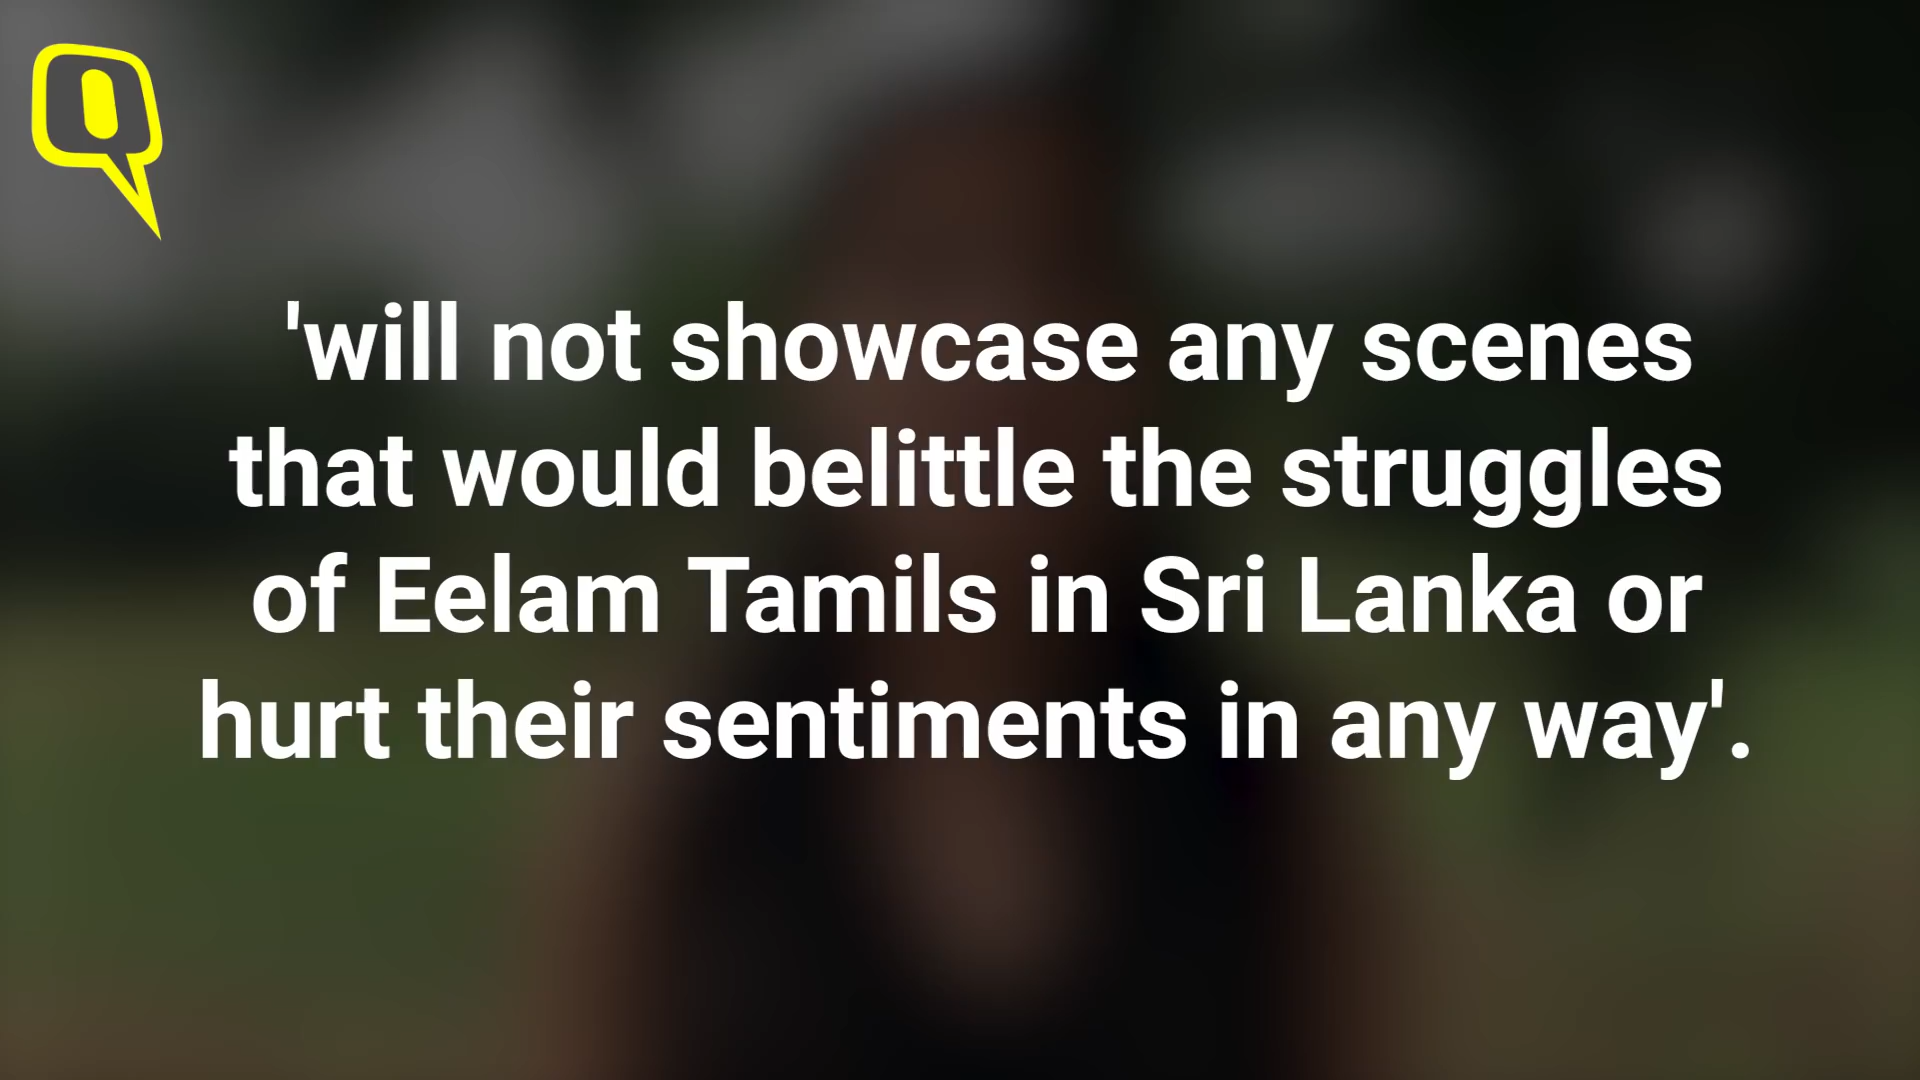 'will not showcase any scenes
that would belittle the struggles
of Eelam Tamils in Sri Lanka or
hurt their sentiments in any way'.